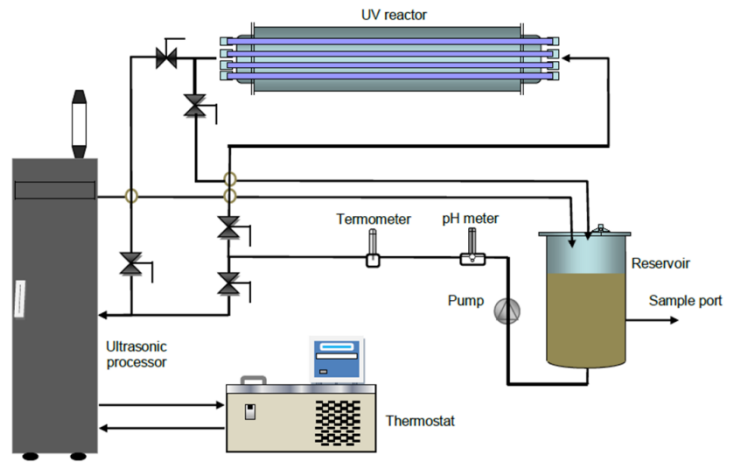 UV reactor
Termometer
pH meter
Reservoir
Pump
Sample port
Ultrasonic
processor
Thermostat